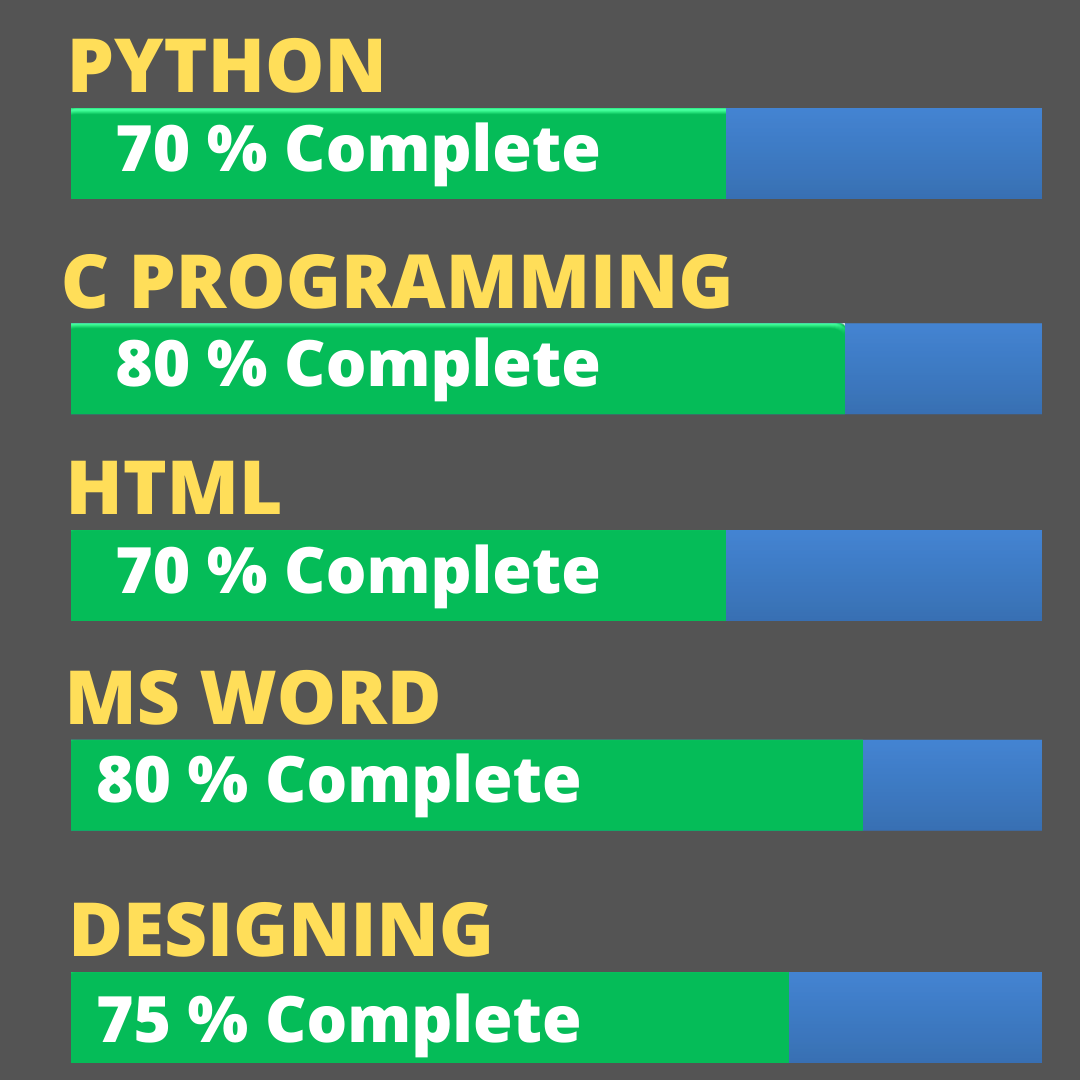 PYTHON
70 % Complete
C PROGRAMMING
80 % Complete
HTML
70 % Complete
MS WORD
80 % Complete
DESIGNING
75 % Complete